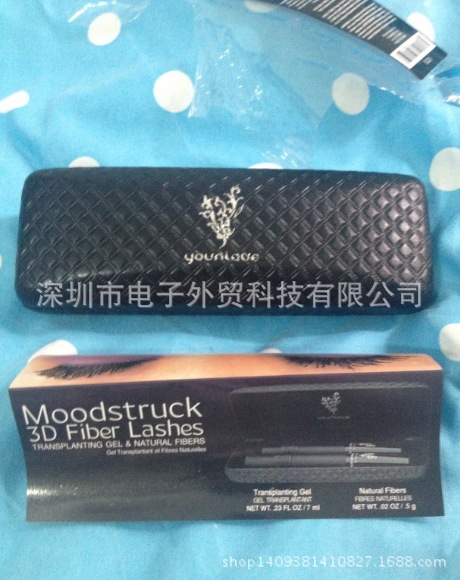 younique
深圳市电子外贸科技有限公司
Moodstruck
3D Fiber Lashes
TRANSPLANTING GEL & NATURAL FIBERS
Gel Transplantant et Fibres Naturelles
Transplanting Gel
GEL TRANSPLANTANT
NET WT. .23 FL OZ / 7 ml
Natural Fibers
FIBRES NATURELLES
NET WT. .02 OZ / .5 g
shop1409381410827.1688.com